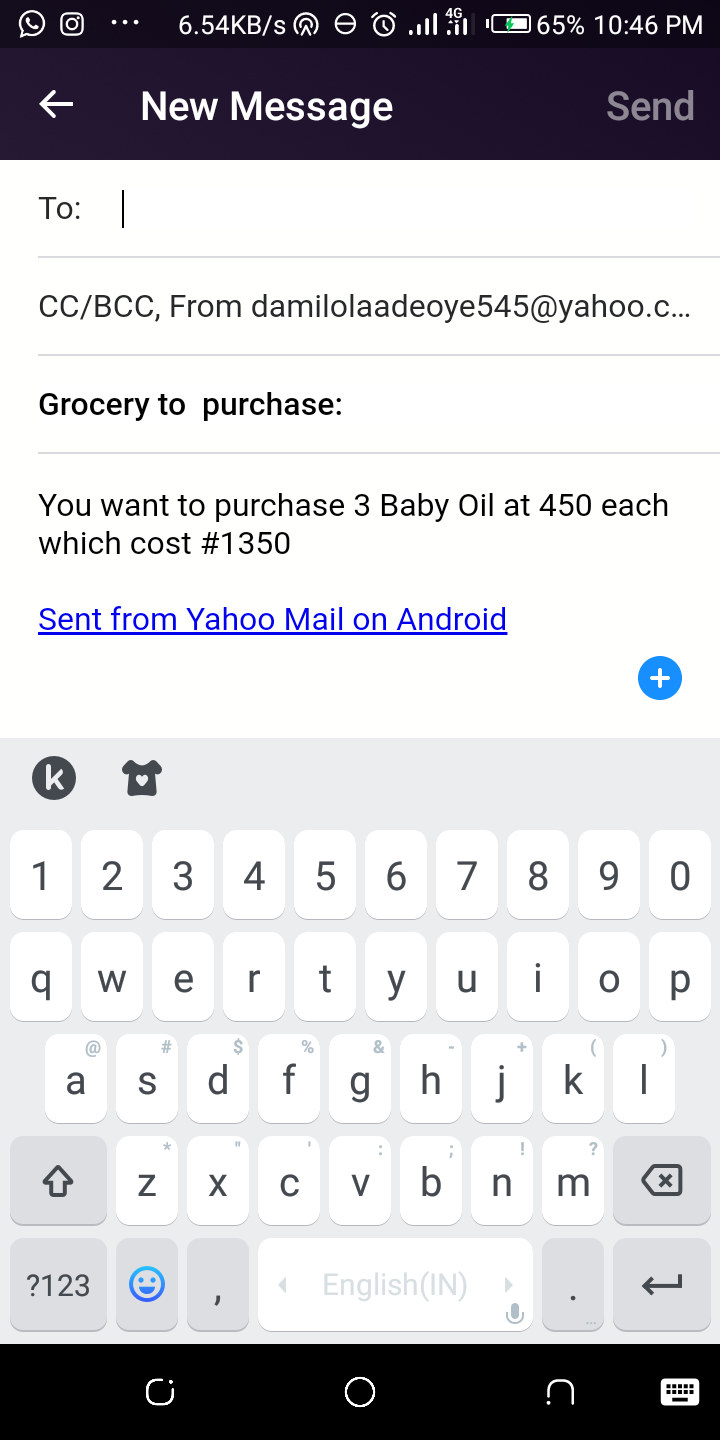 6.54KB/s 4G 65% 10:46 PM
New Message Send
To:
CC/BCC, From damilolaadeoye545@yahoo.c...
Grocery to  purchase:
You want to purchase 3 Baby Oil at 450 each
which cost #1350
Sent from Yahoo Mail on Android
k
1 2 3 4 5 6 7 8 9 0
q w e r t y u i o p
@ # $ % & - + ( )
a s d f g h j k l
* " ' : ; ! ?
z x c v b n m
?123 , English(IN) . ...